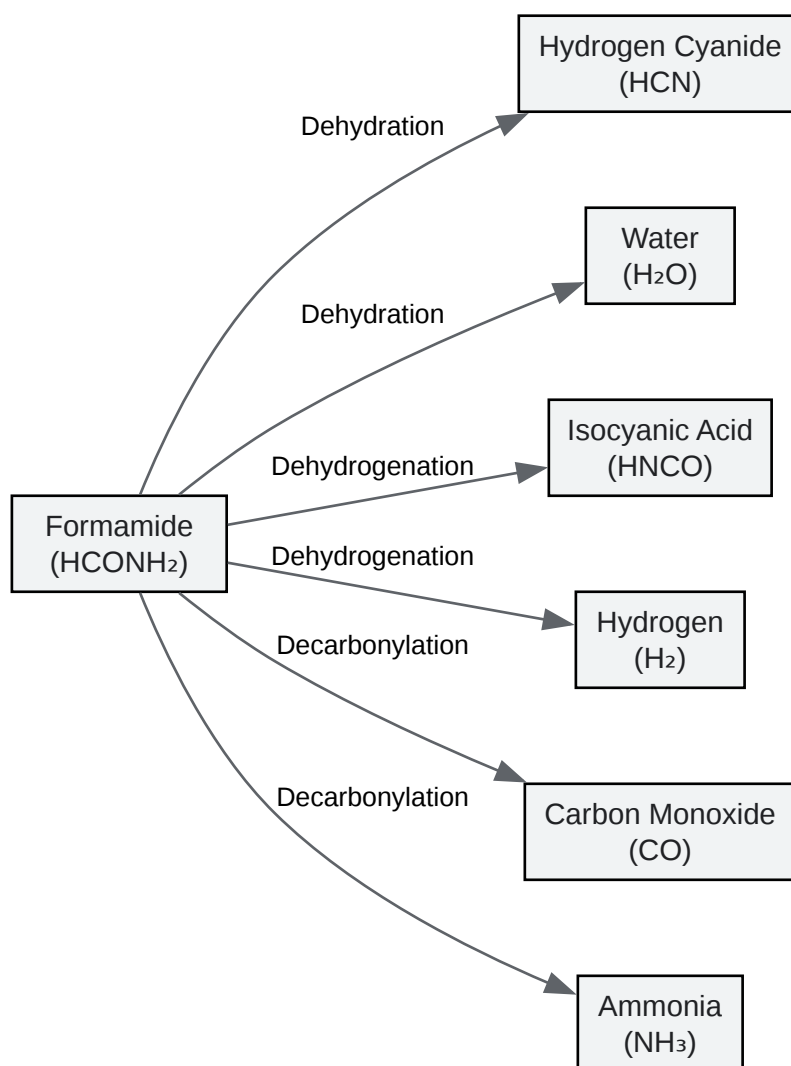 Hydrogen Cyanide
(HCN)
Dehydration
Water
(H₂O)
Dehydration
Isocyanic Acid
(HNCO)
Dehydrogenation
Formamide
(HCONH₂)
Dehydrogenation
Hydrogen
(H₂)
Decarbonylation
Carbon Monoxide
(CO)
Decarbonylation
Ammonia
(NH₃)